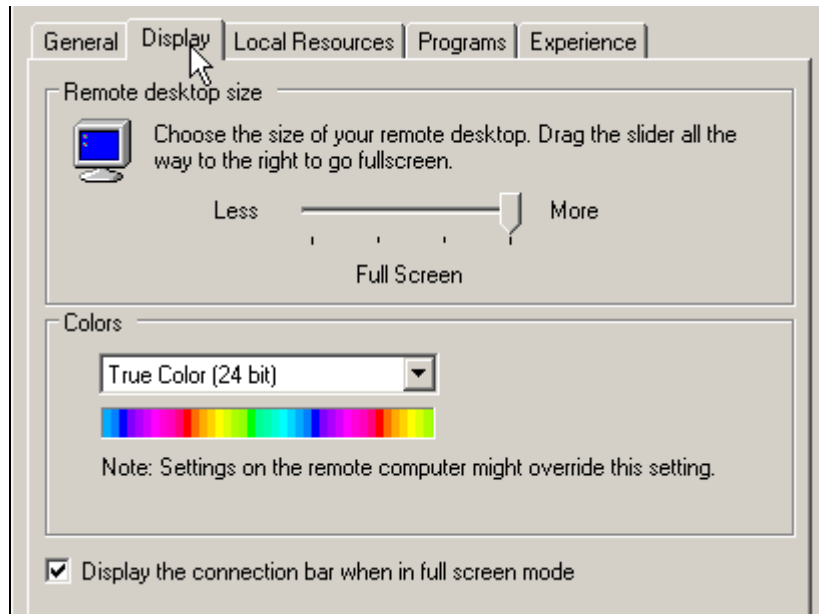 General Display Local Resources Programs Experience
Remote desktop size
Choose the size of your remote desktop. Drag the slider all the
way to the right to go fullscreen.
Less More
Full Screen
Colors
True Color (24 bit)
Note: Settings on the remote computer might override this setting.
Display the connection bar when in full screen mode